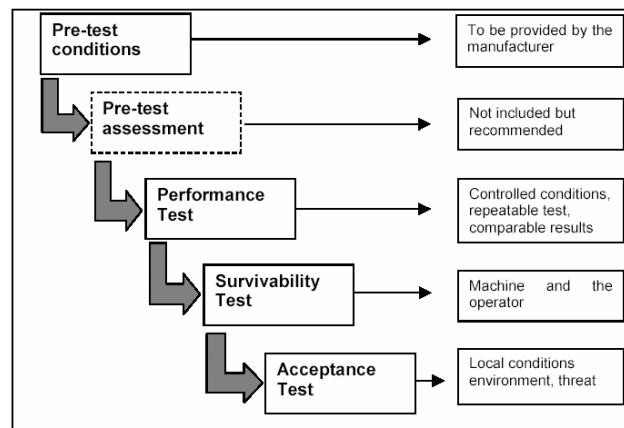 Pre-test
conditions
To be provided by the
manufacturer
Pre-test
assessment
Not included but
recommended
Performance
Test
Controlled conditions,
repeatable test,
comparable results
Survivability
Test
Machine and the
operator
Acceptance
Test
Local conditions
environment, threat